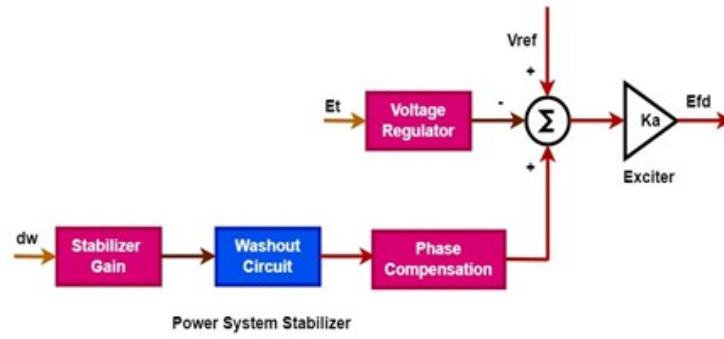 Vref
+
Et
Voltage
Regulator
-
Σ
Ka
Efd
Exciter
+
dw
Stabilizer
Gain
Washout
Circuit
Phase
Compensation
Power System Stabilizer